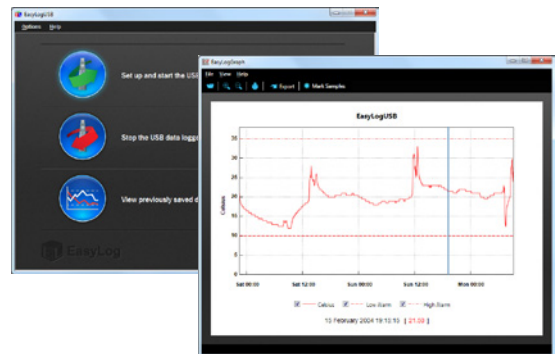 EasyLogUSB
Options Help
Set up and start the USB
Stop the USB data logge
View previously saved d
EasyLog
EasyLogGraph
File View Help
Export Mark Samples
EasyLogUSB
Celsius
35
30
25
20
15
10
5
0
Sat 00:00 Sat 12:00 Sun 00:00 Sun 12:00 Mon 00:00
Celsius Low Alarm High Alarm
15 February 2004 19:10:15 [ 21.50 ]